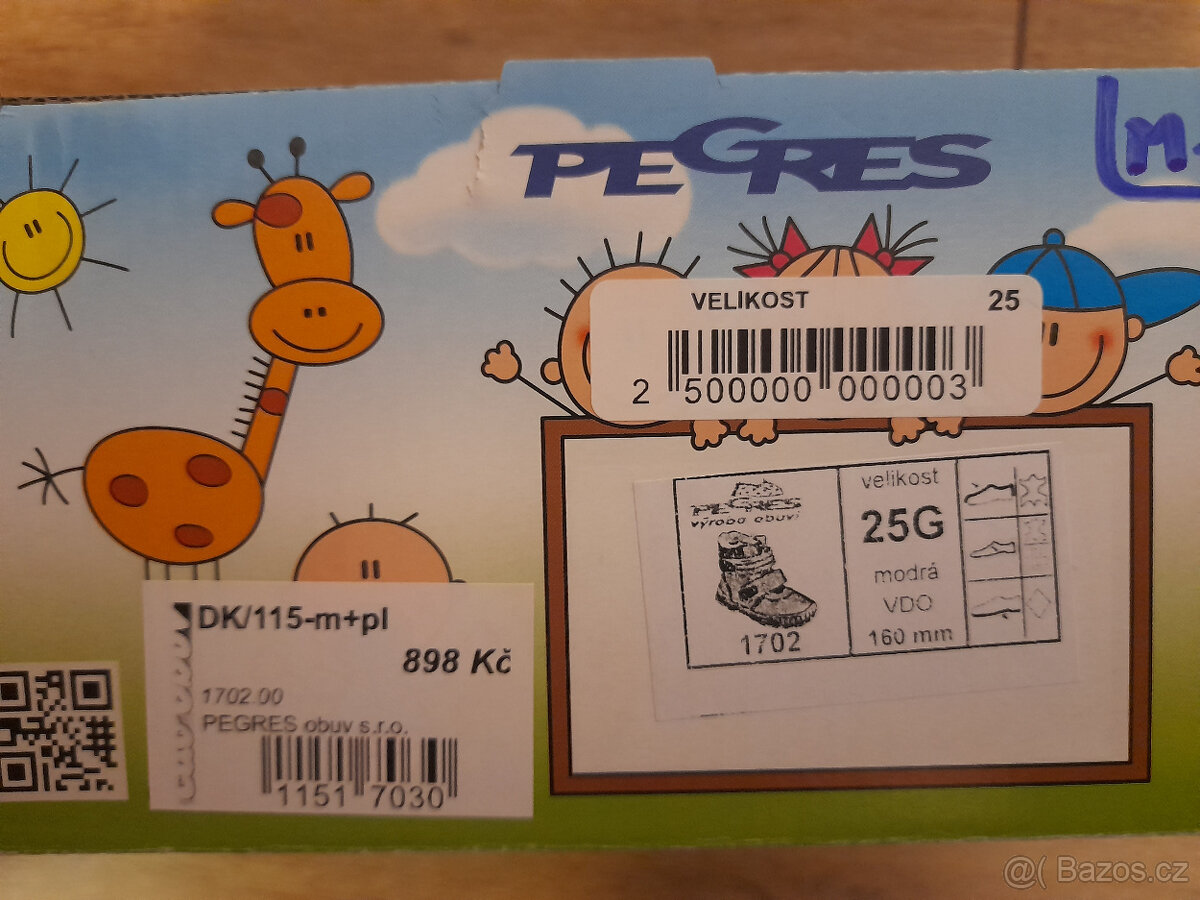 PEGRES
M
VELIKOST 25
2 500000 000003
PEGRES
výroba obuvi
1702
velikost
25G
modrá
VDO
160 mm
DK/115-m+pl
898 Kč
1702.00
PEGRES obuv s.r.o.
1151 7030
@( Bazos.cz